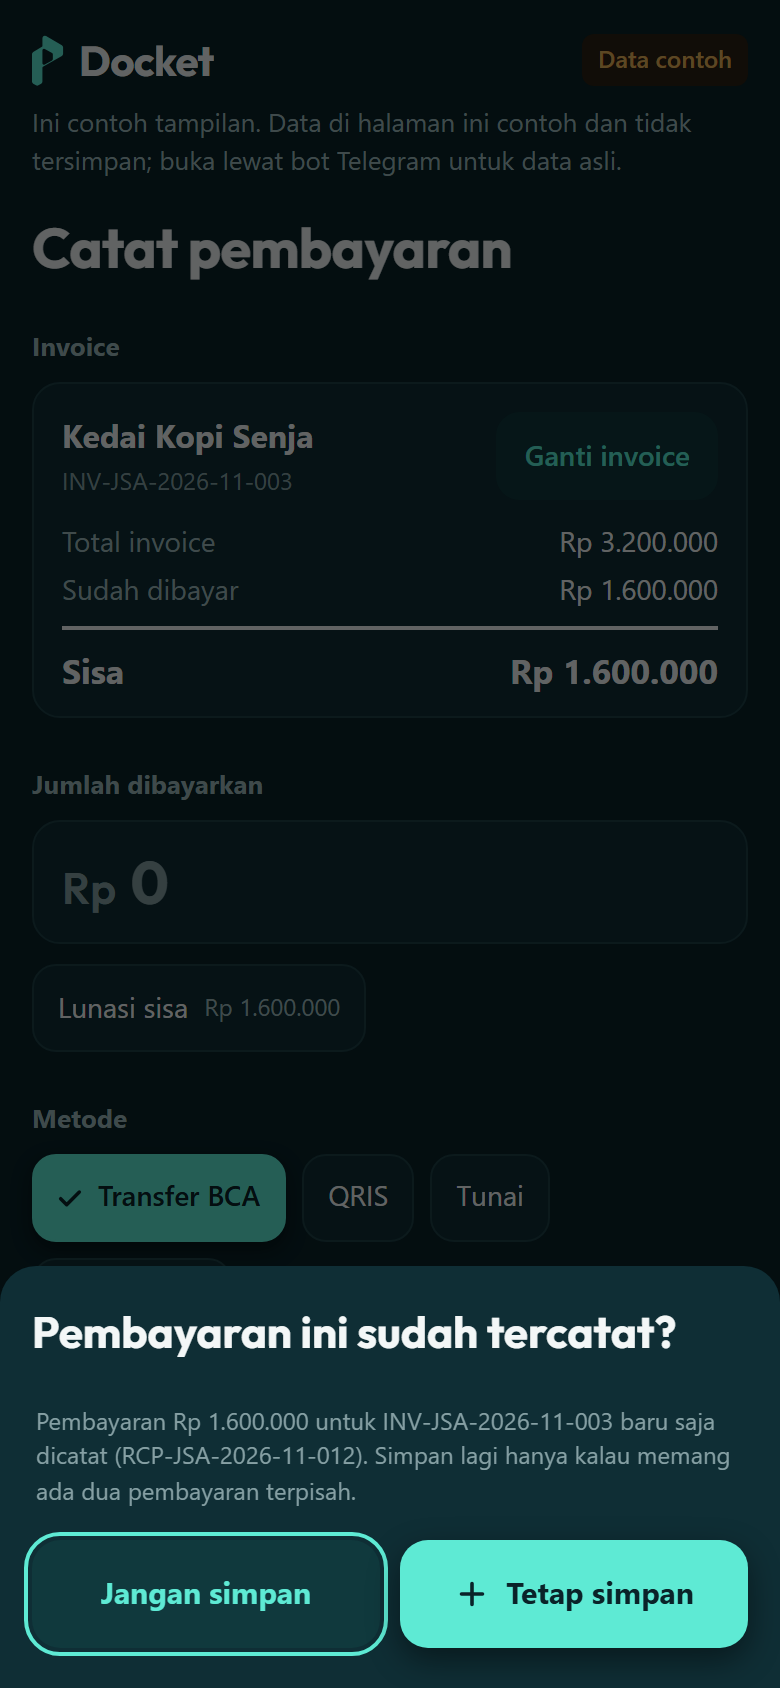 Docket
Data contoh
Ini contoh tampilan. Data di halaman ini contoh dan tidak
tersimpan; buka lewat bot Telegram untuk data asli.
Catat pembayaran
Invoice
Kedai Kopi Senja
INV-JSA-2026-11-003
Ganti invoice
Total invoice Rp 3.200.000
Sudah dibayar Rp 1.600.000
Sisa Rp 1.600.000
Jumlah dibayarkan
Rp 0
Lunasi sisa Rp 1.600.000
Metode
Transfer BCA QRIS Tunai
Pembayaran ini sudah tercatat?
Pembayaran Rp 1.600.000 untuk INV-JSA-2026-11-003 baru saja
dicatat (RCP-JSA-2026-11-012). Simpan lagi hanya kalau memang
ada dua pembayaran terpisah.
Jangan simpan + Tetap simpan